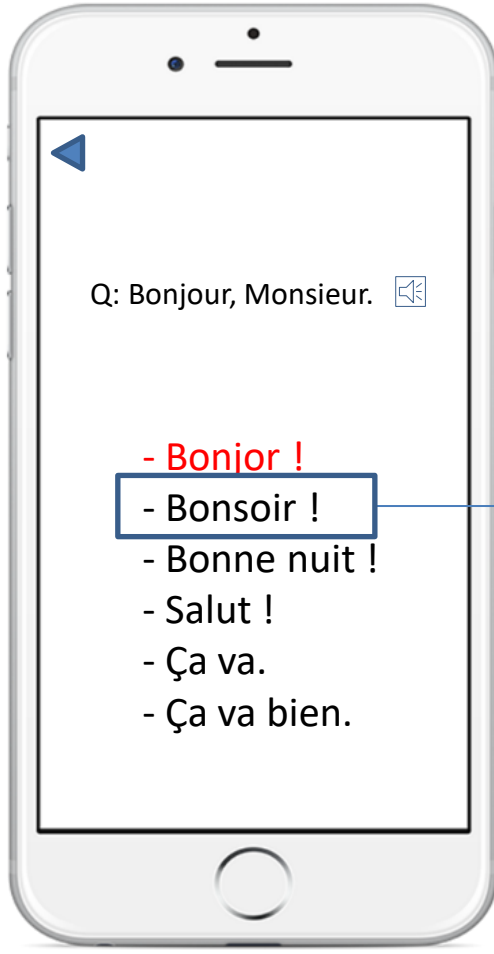 Q: Bonjour, Monsieur.
- Bonjor !
- Bonsoir !
- Bonne nuit !
- Salut !
- Ça va.
- Ça va bien.